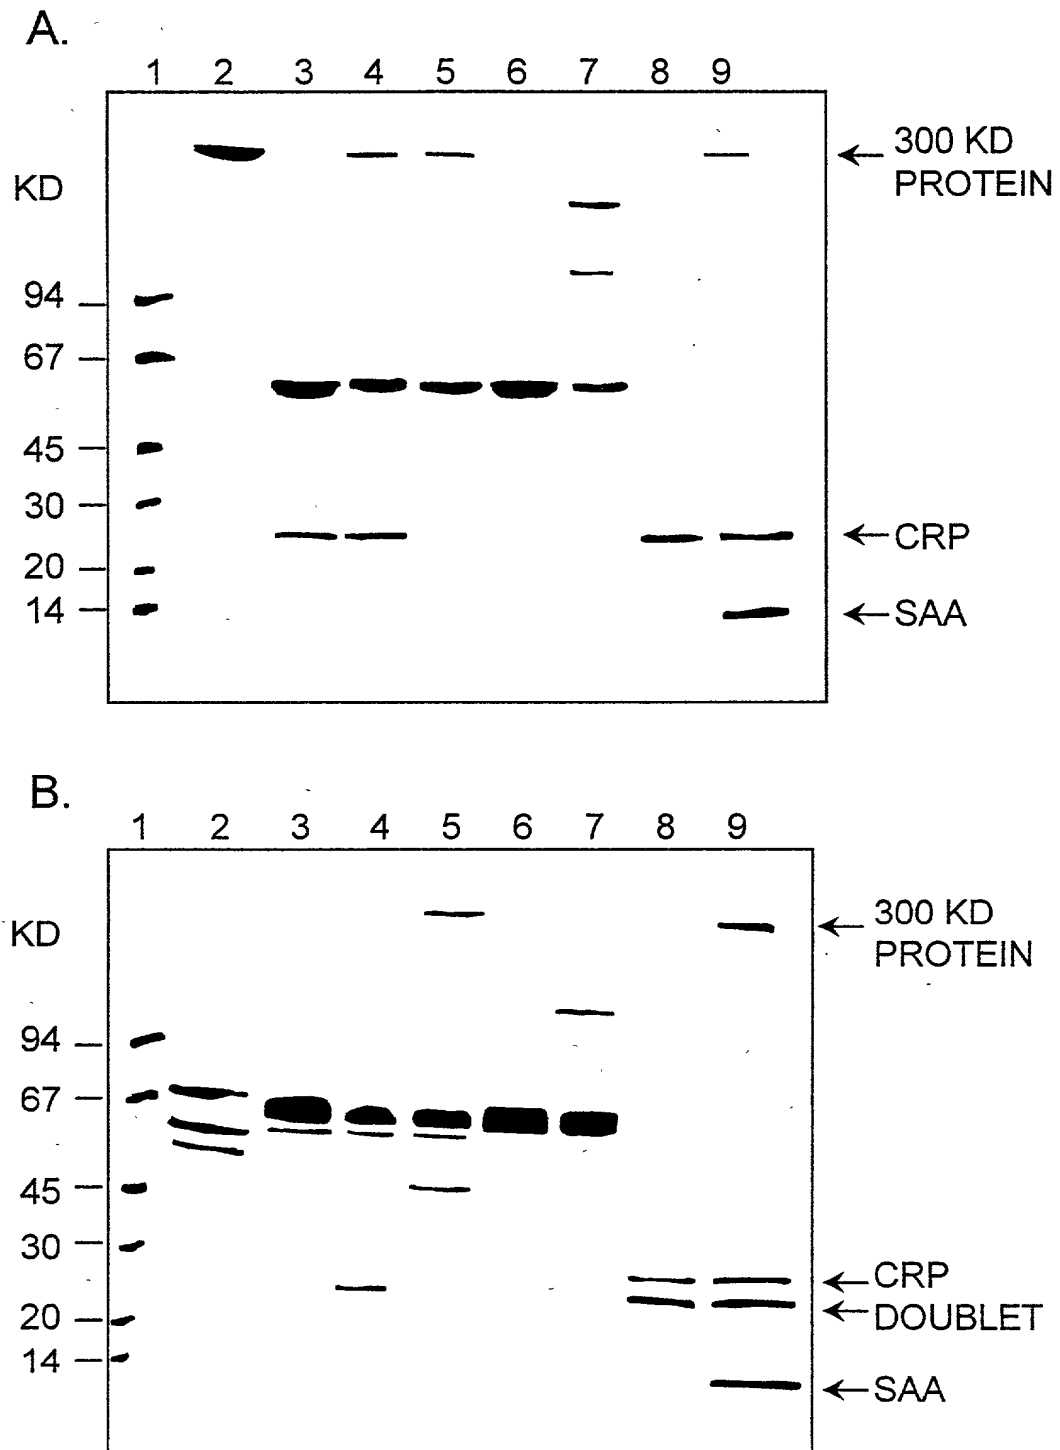 A.
1 2 3 4 5 6 7 8 9
300 KD
PROTEIN
KD
94
67
45
30
CRP
20
14
SAA
B.
1 2 3 4 5 6 7 8 9
300 KD
PROTEIN
KD
94
67
45
30
CRP
20
DOUBLET
14
SAA